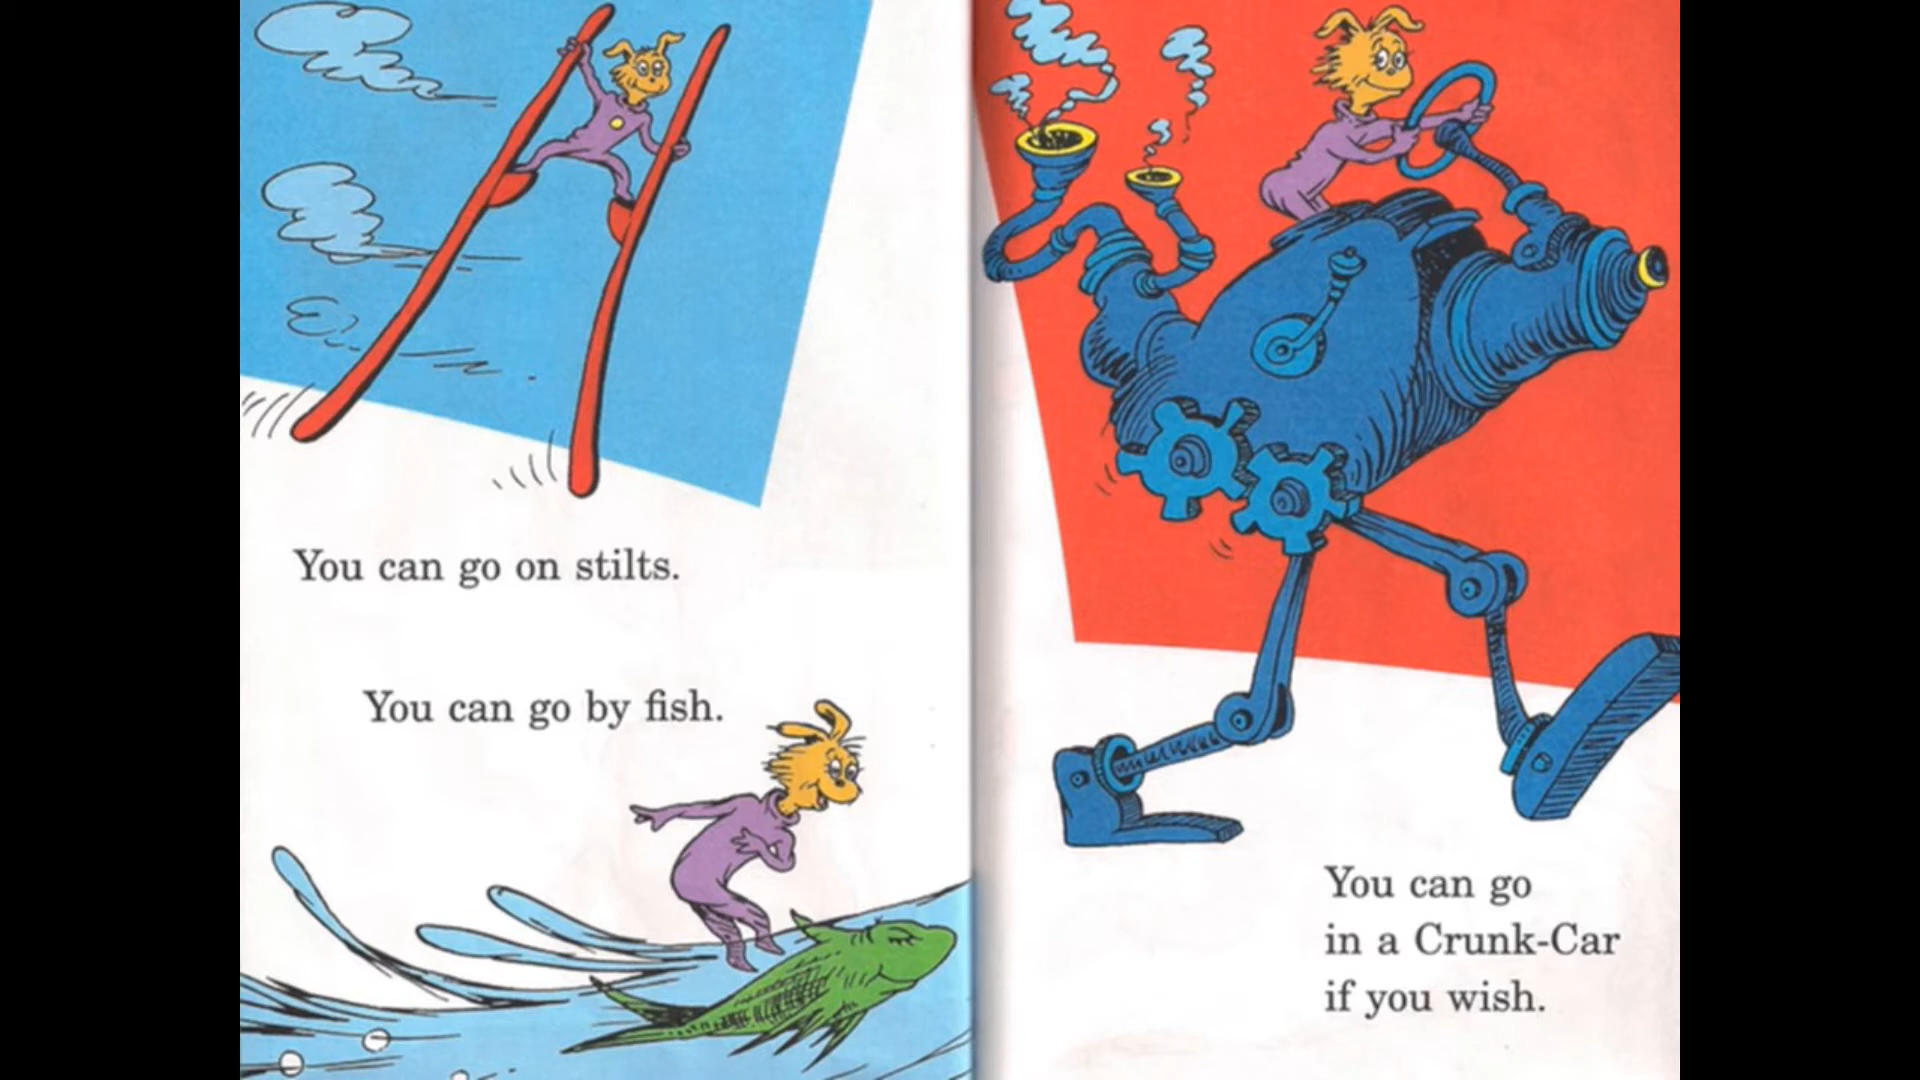 You can go on stilts.
You can go by fish.
You can go
in a Crunk-Car
if you wish.